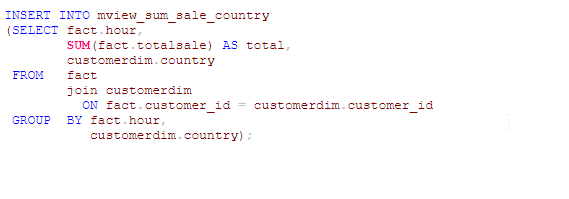 INSERT INTO mview_sum_sale_country
(SELECT fact.hour,
SUM(fact.totalsale) AS total,
customerdim.country
FROM fact
join customerdim
ON fact.customer_id = customerdim.customer_id
GROUP BY fact.hour,
customerdim.country);